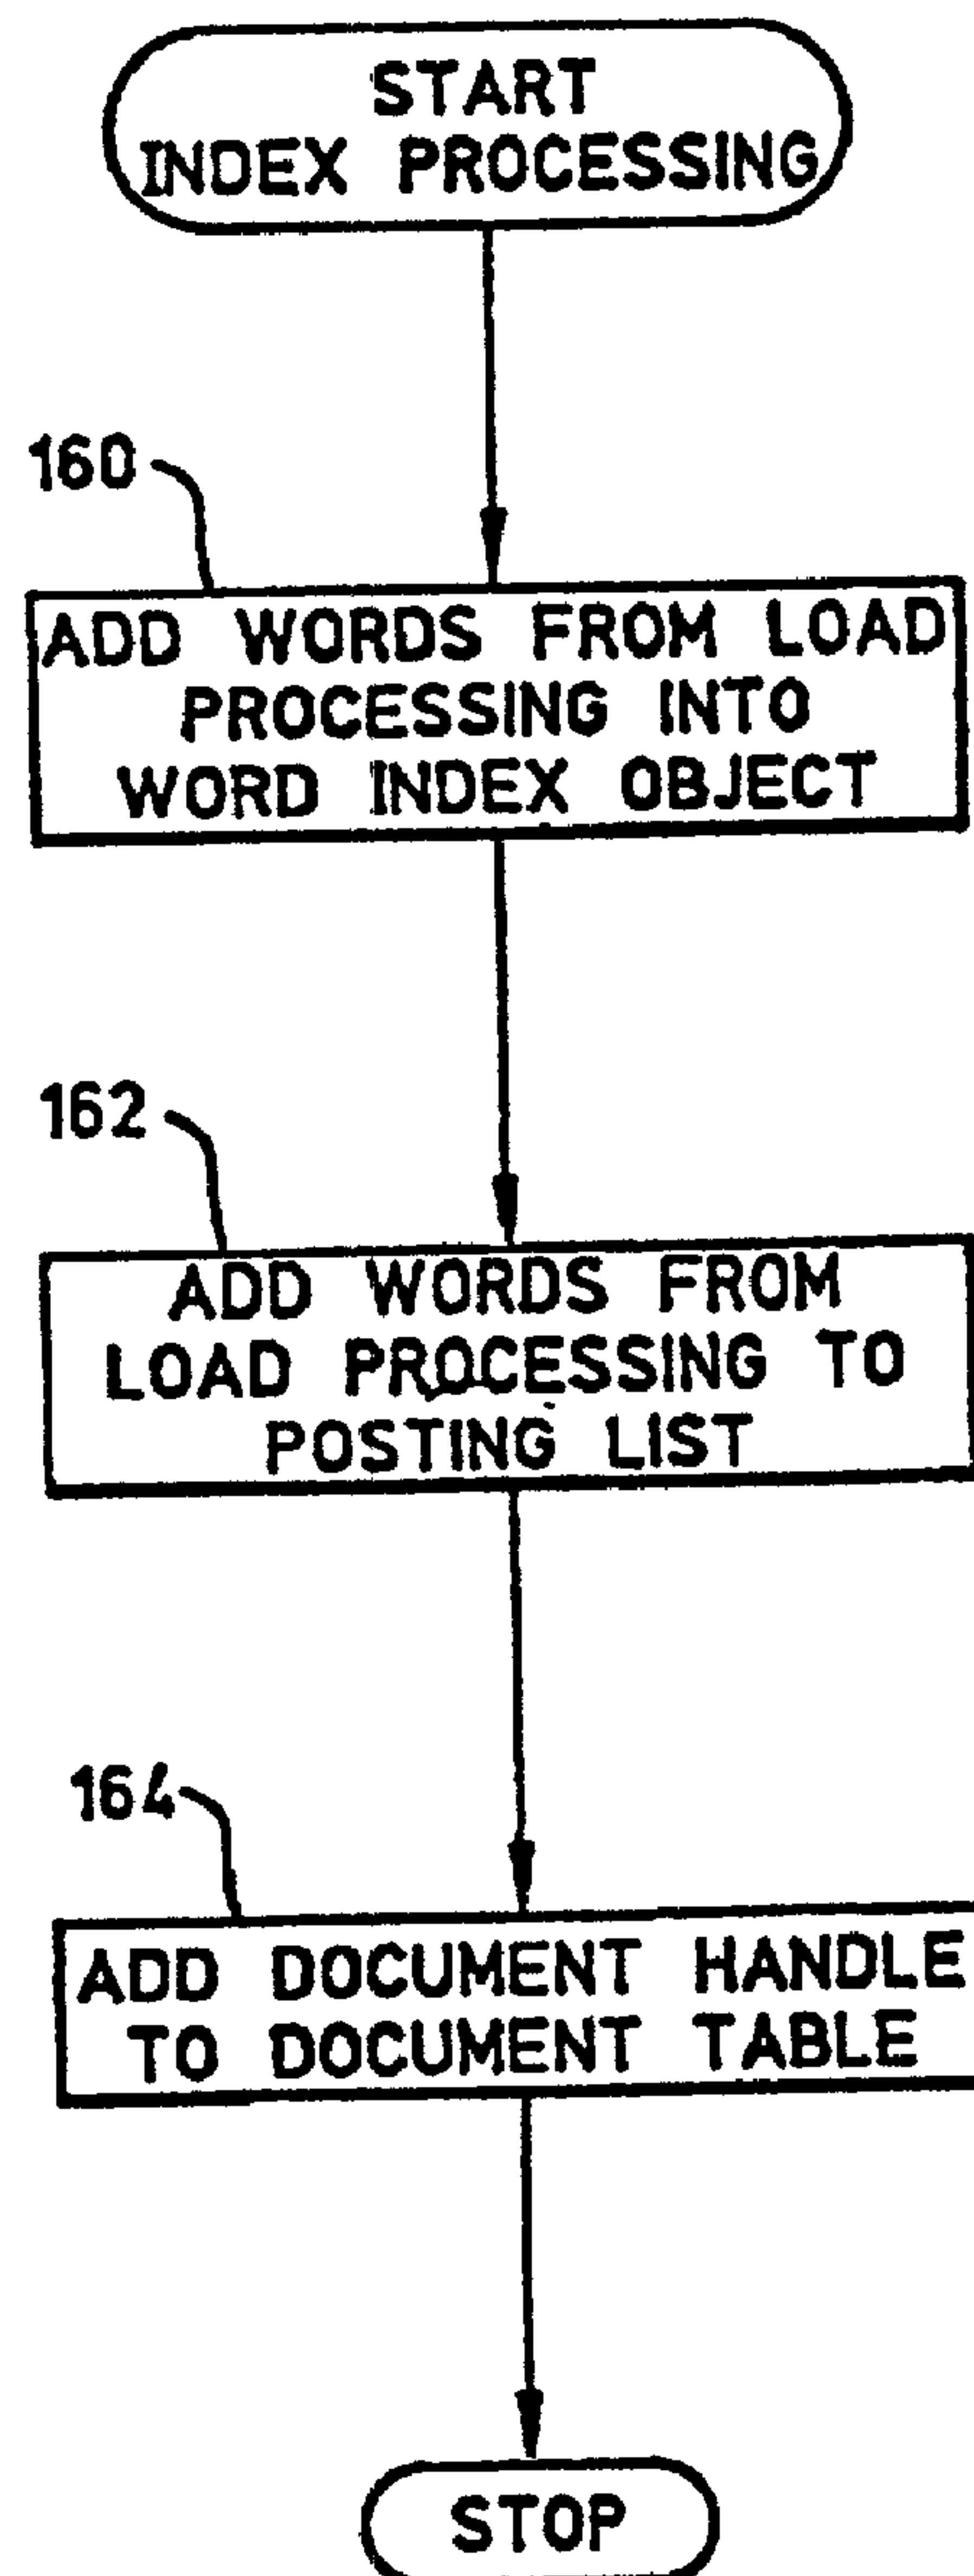 START
INDEX PROCESSING
160
ADD WORDS FROM LOAD
PROCESSING INTO
WORD INDEX OBJECT
162
ADD WORDS FROM
LOAD PROCESSING TO
POSTING LIST
164
ADD DOCUMENT HANDLE
TO DOCUMENT TABLE
STOP